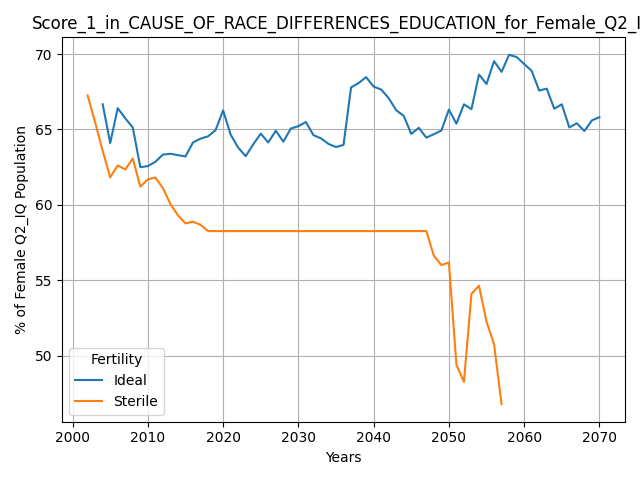 Score_1_in_CAUSE_OF_RACE_DIFFERENCES_EDUCATION_for_Female_Q2_I
70
65
60
55
50
% of Female Q2_IQ Population
Fertility
Ideal
Sterile
2000 2010 2020 2030 2040 2050 2060 2070
Years